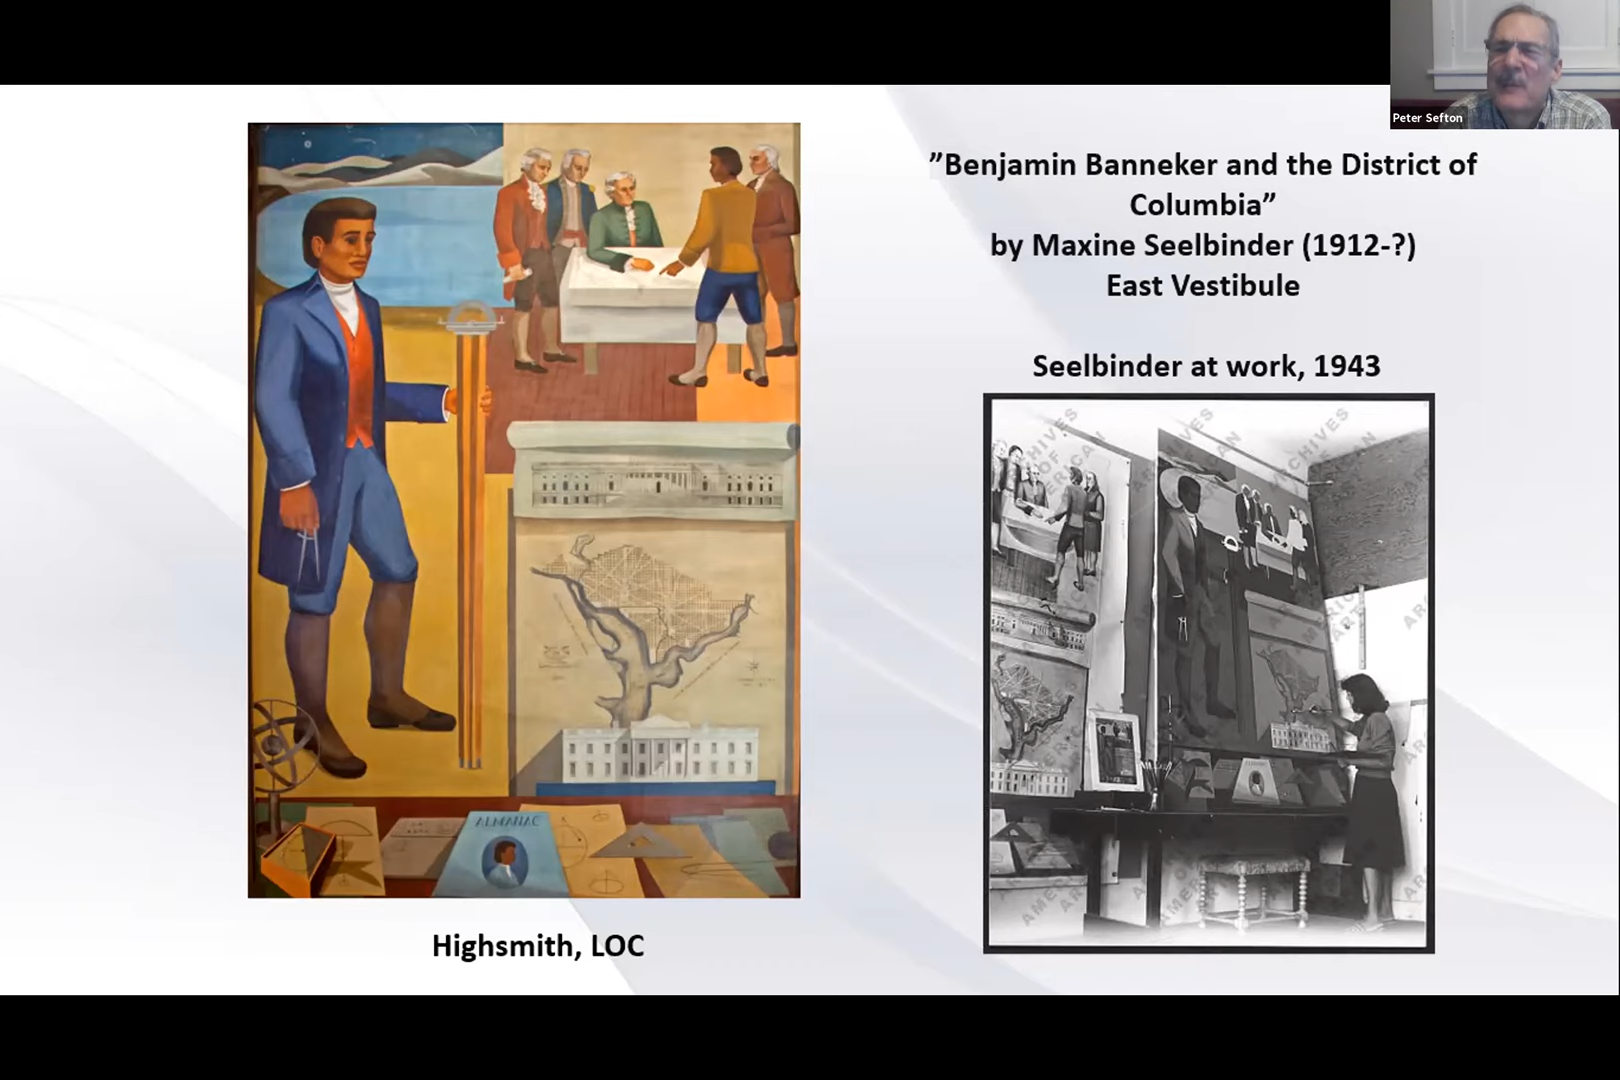 Peter Sefton
”Benjamin Banneker and the District of
Columbia”
by Maxine Seelbinder (1912-?)
East Vestibule
Seelbinder at work, 1943
ALMANAC
Highsmith, LOC